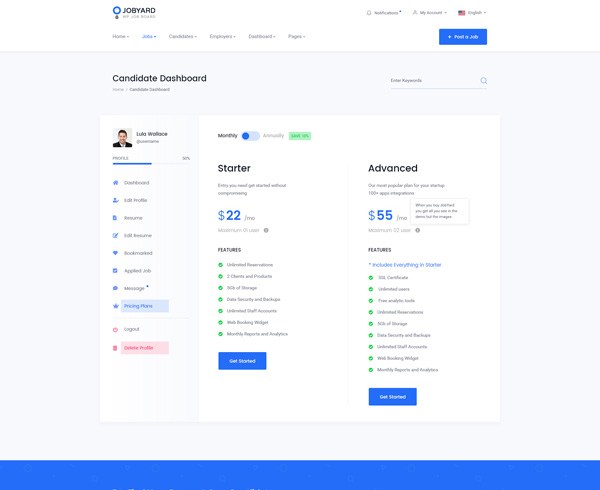 JOBYARD
WP JOB BOARD
Notifications
My Account
English
Home
Jobs
Candidates
Employers
Dashboard
Pages
+ Post a Job
Candidate Dashboard
Home / Candidate Dashboard
Enter Keywords
Lula Wallace
@username
PROFILE
50%
Dashboard
Edit Profile
Resume
Edit Resume
Bookmarked
Applied Job
Message
Pricing Plans
Logout
Delete Profile
Monthly
Annually
SAVE 10%
Starter
Entry you need get started without
compromising
$22 /mo
Maximum 01 user
FEATURES
Unlimited Reservations
2 Clients and Products
5Gb of Storage
Data Security and Backups
Unlimited Staff Accounts
Web Booking Widget
Monthly Reports and Analytics
Get Started
Advanced
Our most popular plan for your startup
100+ apps integrations
When you buy JobYard
you get all you see in the
demo but the images
$55 /mo
Maximum 02 user
FEATURES
* Includes Everything in Starter
SSL Certificate
Unlimited users
Free analytic tools
Unlimited Reservations
5Gb of Storage
Data Security and Backups
Unlimited Staff Accounts
Web Booking Widget
Monthly Reports and Analytics
Get Started